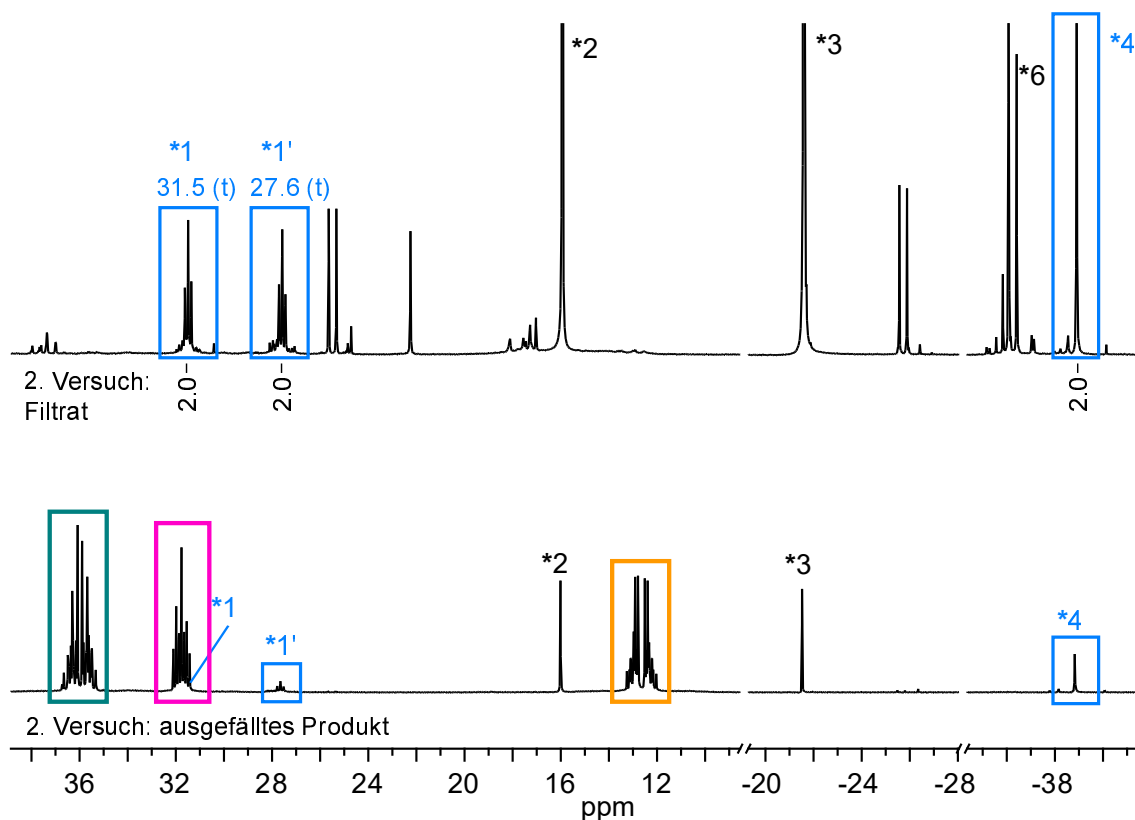 *2
*3
*6
*4
*1
*1'
31.5 (t)
27.6 (t)
2. Versuch:
Filtrat
2.0
2.0
2.0
*2
*3
*1
*1'
*4
2. Versuch: ausgefälltes Produkt
36 32 28 24 20 16 12 -20 -24 -28 -38
ppm